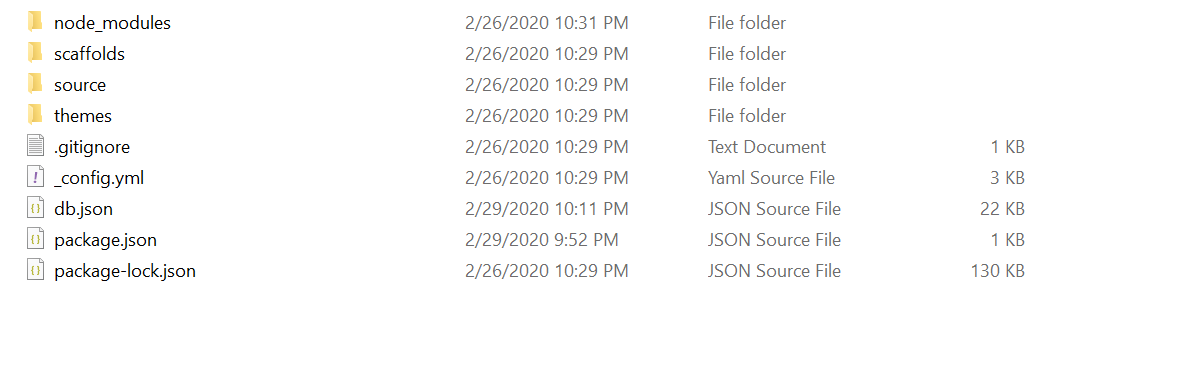 node_modules 2/26/2020 10:31 PM File folder
scaffolds 2/26/2020 10:29 PM File folder
source 2/26/2020 10:29 PM File folder
themes 2/26/2020 10:29 PM File folder
.gitignore 2/26/2020 10:29 PM Text Document 1 KB
_config.yml 2/26/2020 10:29 PM Yaml Source File 3 KB
db.json 2/29/2020 10:11 PM JSON Source File 22 KB
package.json 2/29/2020 9:52 PM JSON Source File 1 KB
package-lock.json 2/26/2020 10:29 PM JSON Source File 130 KB